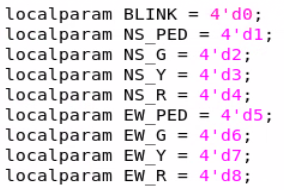 localparam BLINK = 4'd0;
localparam NS_PED = 4'd1;
localparam NS_G = 4'd2;
localparam NS_Y = 4'd3;
localparam NS_R = 4'd4;
localparam EW_PED = 4'd5;
localparam EW_G = 4'd6;
localparam EW_Y = 4'd7;
localparam EW_R = 4'd8;